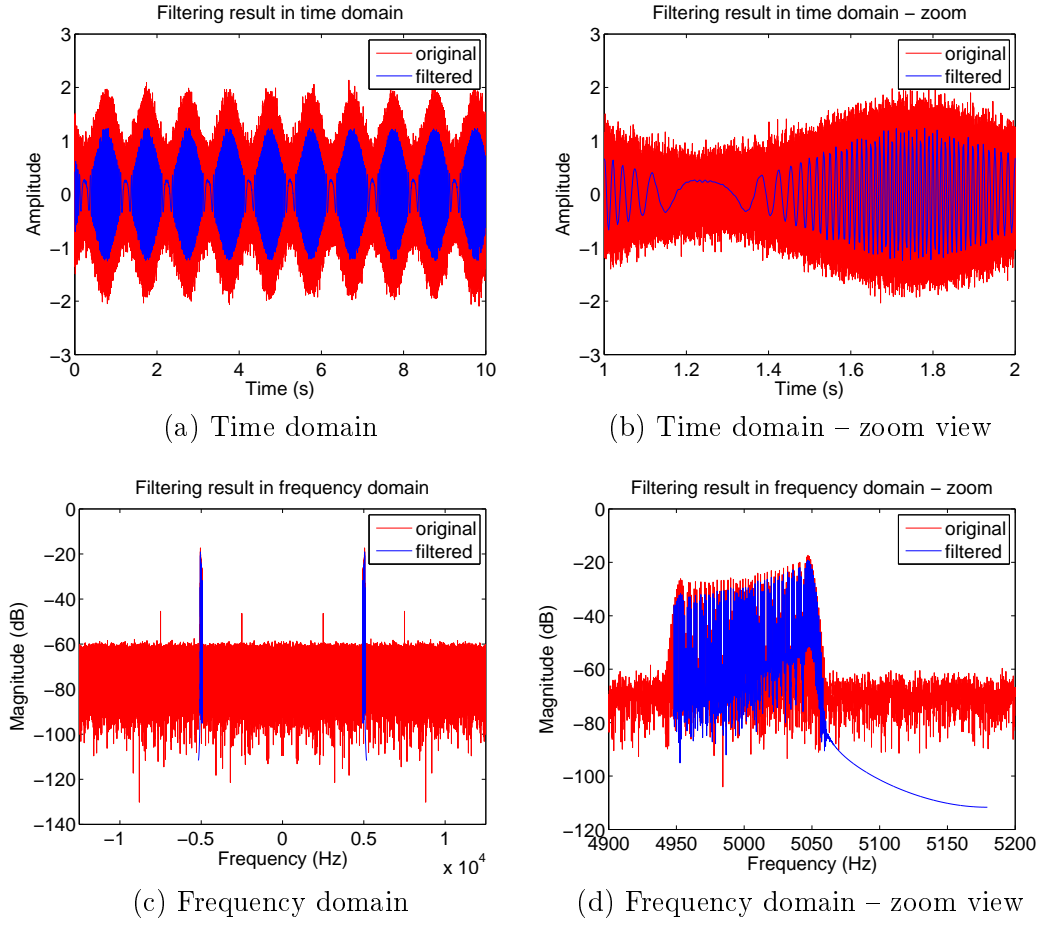 Filtering result in time domain
3
2
1
0
−1
−2
−3
0 2 4 6 8 10
Amplitude
Time (s)
original
filtered
(a) Time domain
Filtering result in time domain – zoom
3
2
1
0
−1
−2
−3
1 1.2 1.4 1.6 1.8 2
Amplitude
Time (s)
original
filtered
(b) Time domain – zoom view
Filtering result in frequency domain
0
−20
−40
−60
−80
−100
−120
−140
−1 −0.5 0 0.5 1
x 10⁴
Magnitude (dB)
Frequency (Hz)
original
filtered
(c) Frequency domain
Filtering result in frequency domain – zoom
0
−20
−40
−60
−80
−100
−120
4900 4950 5000 5050 5100 5150 5200
Magnitude (dB)
Frequency (Hz)
original
filtered
(d) Frequency domain – zoom view